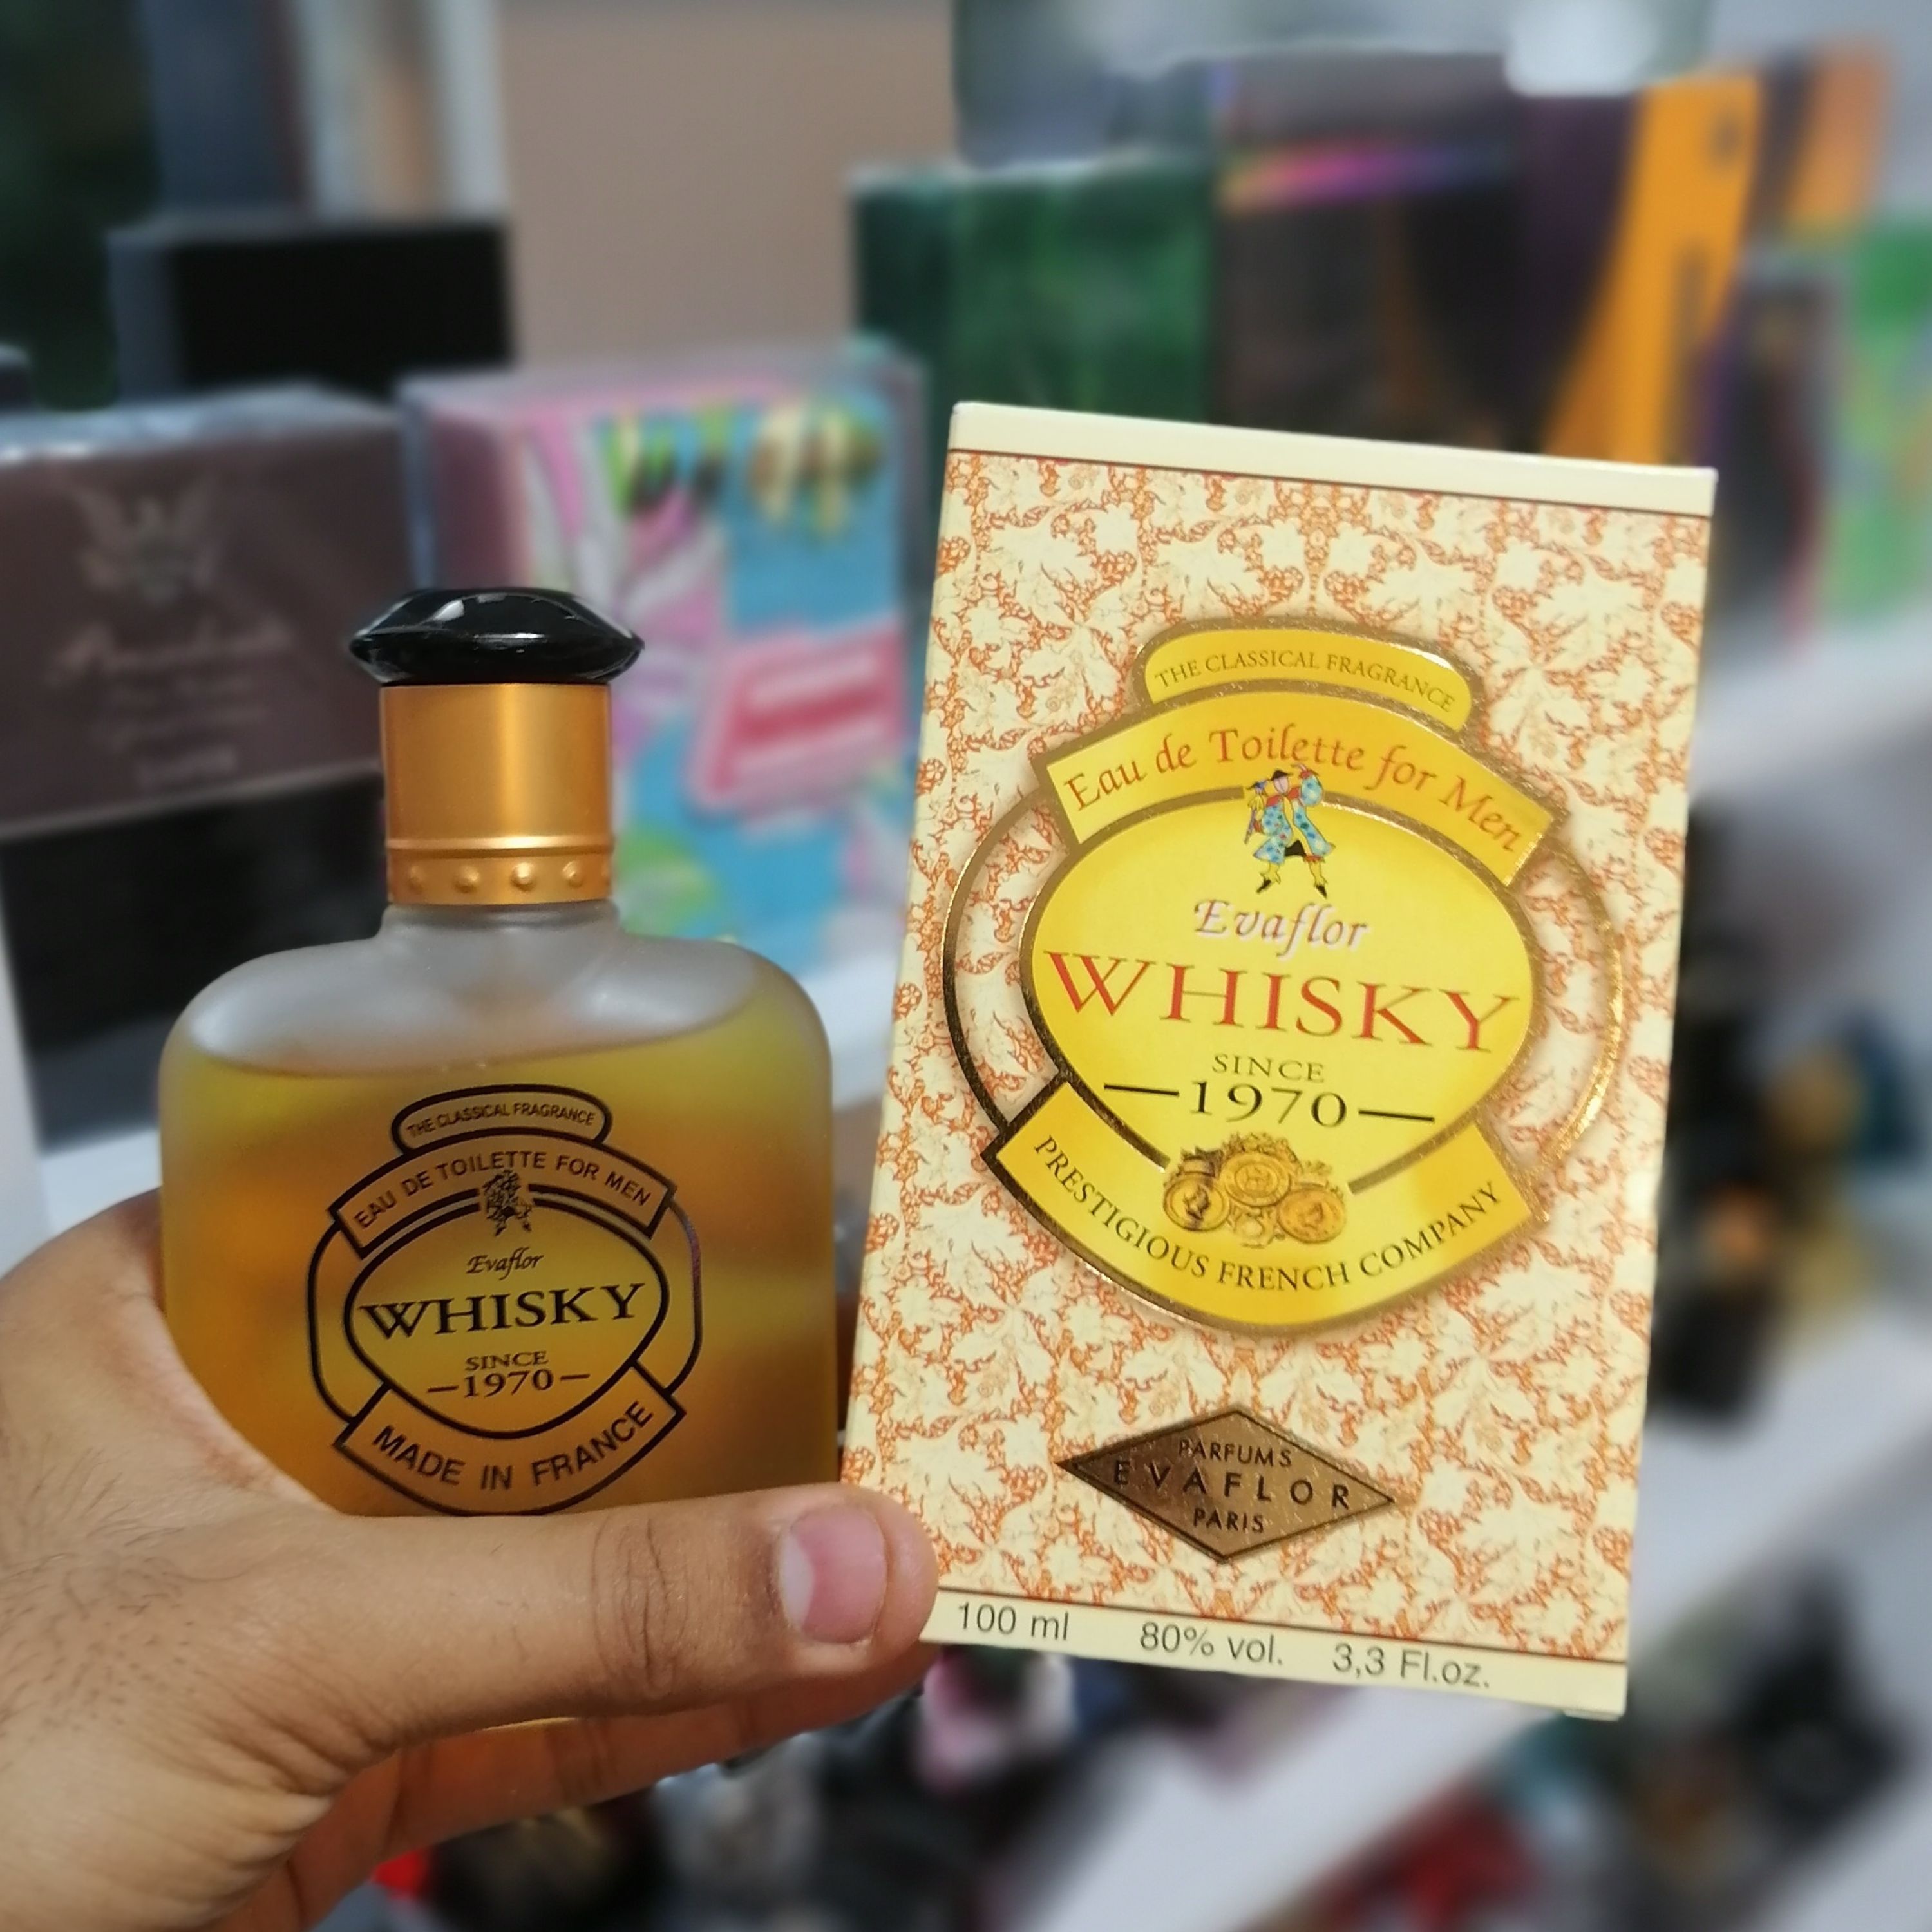 THE CLASSICAL FRAGRANCE
EAU DE TOILETTE FOR MEN
Evaflor
WHISKY
SINCE
—1970—
MADE IN FRANCE
THE CLASSICAL FRAGRANCE
Eau de Toilette for Men
Evaflor
WHISKY
SINCE
—1970—
PRESTIGIOUS FRENCH COMPANY
PARFUMS
EVAFLOR
PARIS
100 ml 80% vol. 3,3 Fl.oz.